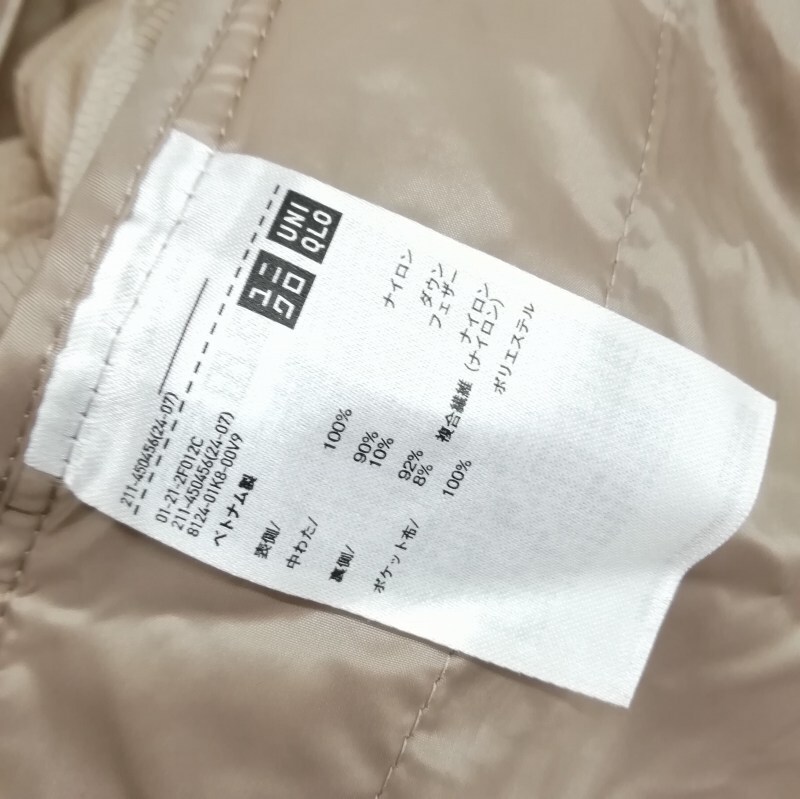 UNI
QLO
ユニ
クロ
211-450456(24-07)
01-21-2F012C
211-450456(24-07)
8124-01K8-00V9
ベトナム製
表側/ 100% ナイロン
中わた/ 90% ダウン
10% フェザー
裏側/ 92% ナイロン
8% 複合繊維(ナイロン)
ポケット布/ 100% ポリエステル